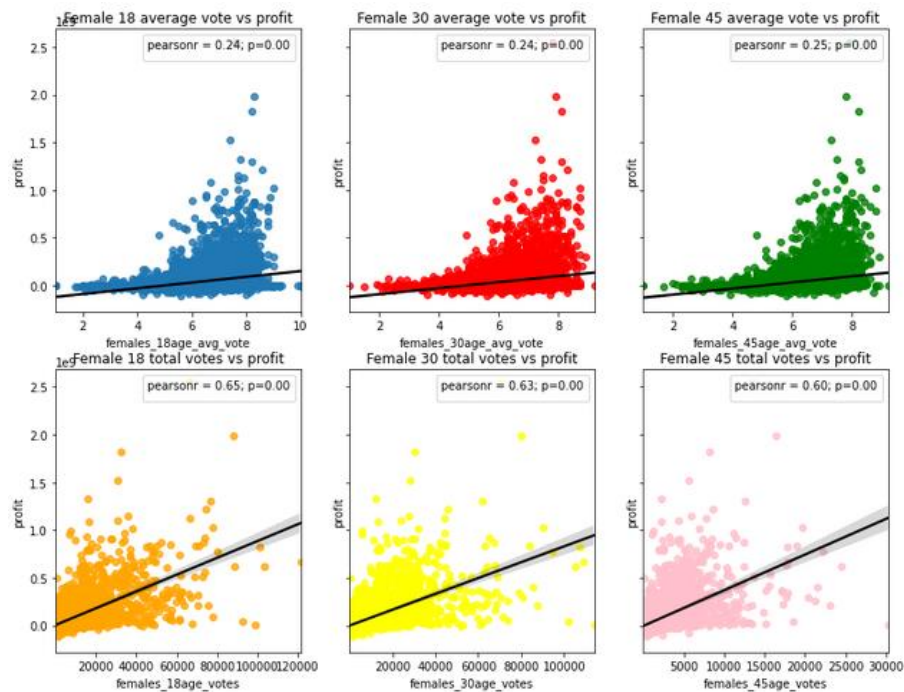 Female 18 average vote vs profit
1e9
pearsonr = 0.24; p=0.00
profit
2.5
2.0
1.5
1.0
0.5
0.0
2 4 6 8 10
females_18age_avg_vote
Female 30 average vote vs profit
pearsonr = 0.24; p=0.00
profit
2 4 6 8
females_30age_avg_vote
Female 45 average vote vs profit
pearsonr = 0.25; p=0.00
profit
2 4 6 8
females_45age_avg_vote
Female 18 total votes vs profit
1e9
pearsonr = 0.65; p=0.00
profit
2.5
2.0
1.5
1.0
0.5
0.0
20000 40000 60000 80000 100000 120000
females_18age_votes
Female 30 total votes vs profit
pearsonr = 0.63; p=0.00
profit
20000 40000 60000 80000 100000
females_30age_votes
Female 45 total votes vs profit
pearsonr = 0.60; p=0.00
profit
5000 10000 15000 20000 25000 30000
females_45age_votes